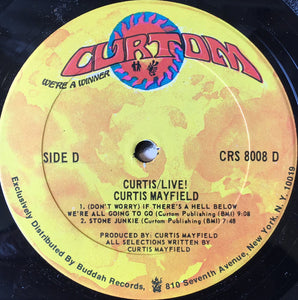 CURTOM
WE'RE A WINNER
SIDE D
CRS 8008 D
CURTIS/LIVE!
CURTIS MAYFIELD
1. (DON'T WORRY) IF THERE'S A HELL BELOW
WE'RE ALL GOING TO GO (Curtom Publishing (BMI) 9:08
2. STONE JUNKIE (Curtom Publishing (BMI) 7:48
PRODUCED BY: CURTIS MAYFIELD
ALL SELECTIONS WRITTEN BY
CURTIS MAYFIELD
Exclusively Distributed By Buddah Records, 810 Seventh Avenue, New York, N. Y. 10019